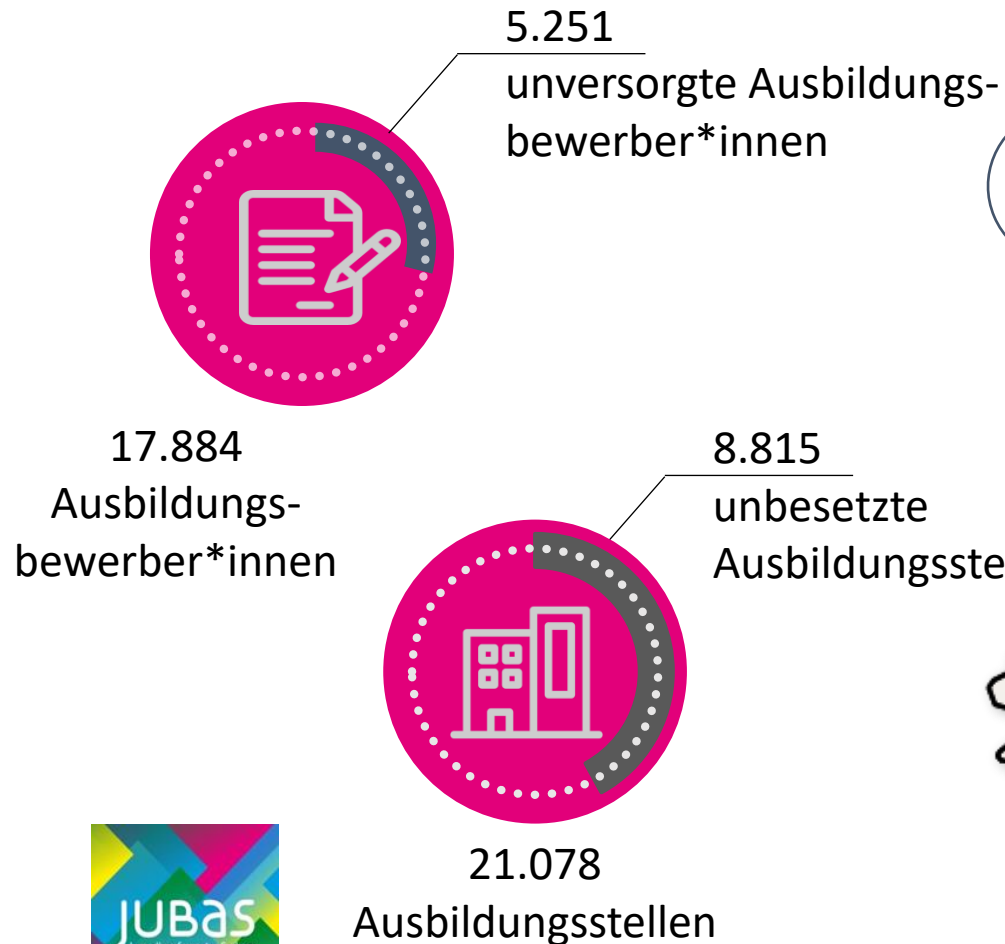 5.251
unversorgte Ausbildungs-
bewerber*innen
17.884
Ausbildungs-
bewerber*innen
8.815
unbesetzte
21.078
Ausbildungsstellen
JUBas